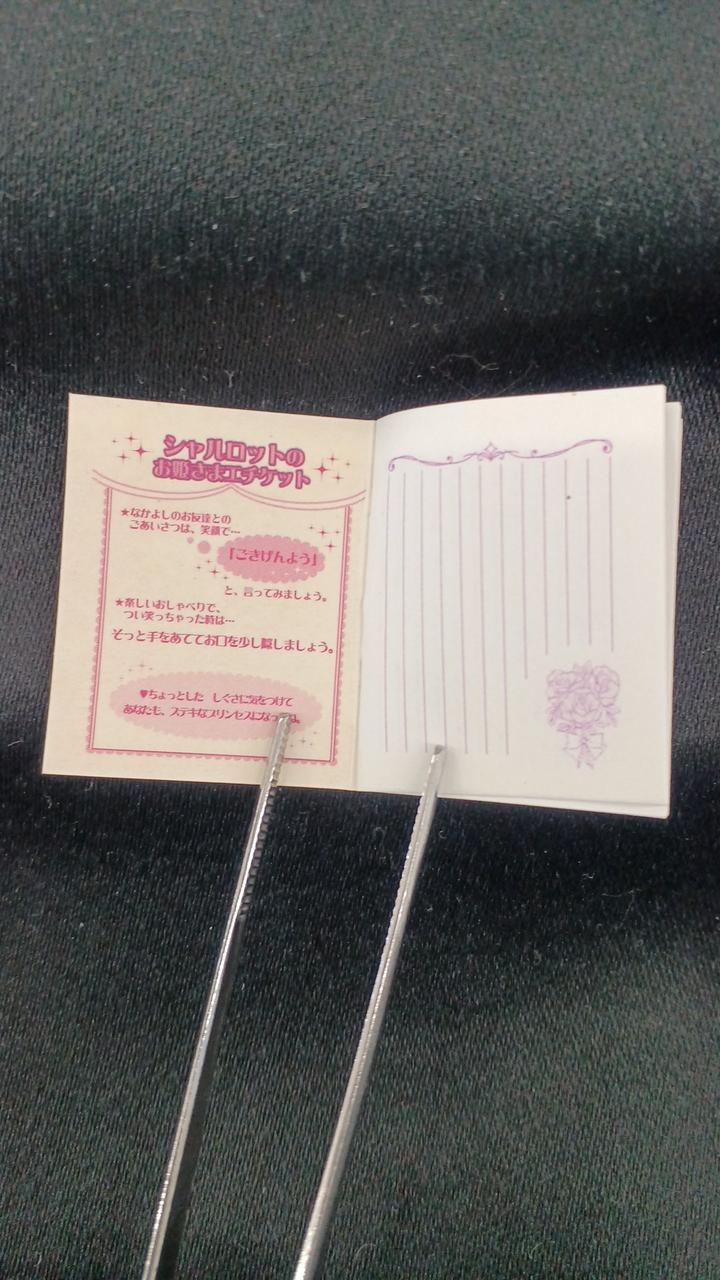 シャルロットの
お姫さまエチケット
★なかよしのお友達との
ごあいさつは、笑顔で…
「ごきげんよう」
と、言ってみましょう。
★楽しいおしゃべりで、
つい笑っちゃった時は…
そっと手をあててお口を少し隠しましょう。
♥ちょっとした しぐさに気をつけて
あなたも、ステキなプリンセスになっ